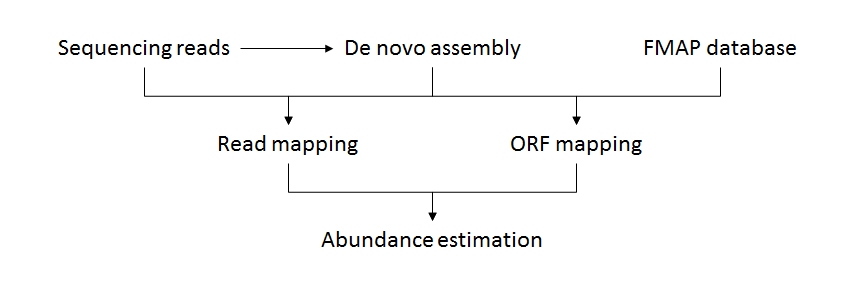 Sequencing reads
De novo assembly
FMAP database
Read mapping
ORF mapping
Abundance estimation